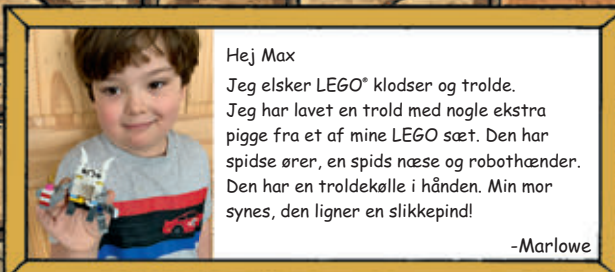 Hej Max
Jeg elsker LEGO® klodser og trolde.
Jeg har lavet en trold med nogle ekstra
pigge fra et af mine LEGO sæt. Den har
spidse ører, en spids næse og robothænder.
Den har en troldekølle i hånden. Min mor
synes, den ligner en slikkepind!
-Marlowe